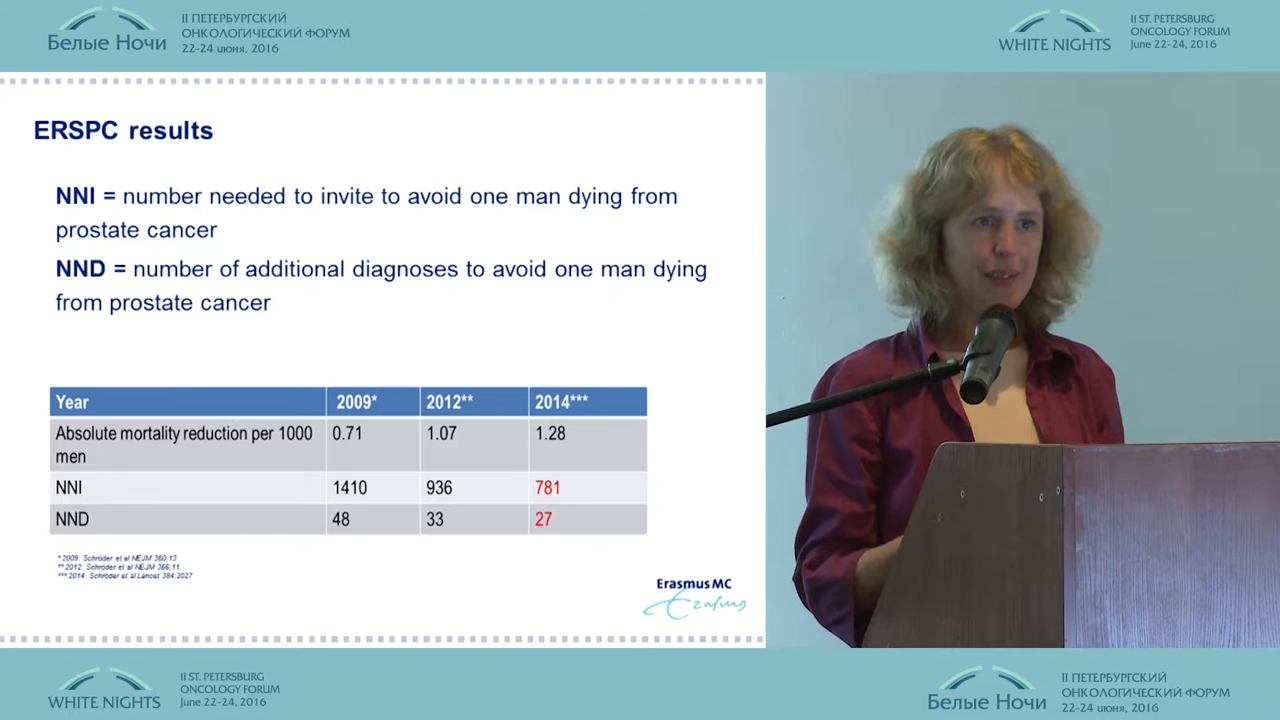 Белые Ночи
II ПЕТЕРБУРГСКИЙ
ОНКОЛОГИЧЕСКИЙ ФОРУМ
22-24 июня, 2016
WHITE NIGHTS
II ST. PETERSBURG
ONCOLOGY FORUM
June 22-24, 2016
ERSPC results
NNI = number needed to invite to avoid one man dying from
prostate cancer
NND = number of additional diagnoses to avoid one man dying
from prostate cancer
Year 2009* 2012** 2014***
Absolute mortality reduction per 1000
men 0.71 1.07 1.28
NNI 1410 936 781
NND 48 33 27
* 2009: Schröder et al NEJM 360;13
** 2012: Schröder et al NEJM 366;11
*** 2014: Schröder et al Lancet 384;2027
Erasmus MC
Erasmus
WHITE NIGHTS
II ST. PETERSBURG
ONCOLOGY FORUM
June 22-24, 2016
Белые Ночи
II ПЕТЕРБУРГСКИЙ
ОНКОЛОГИЧЕСКИЙ ФОРУМ
22-24 июня, 2016